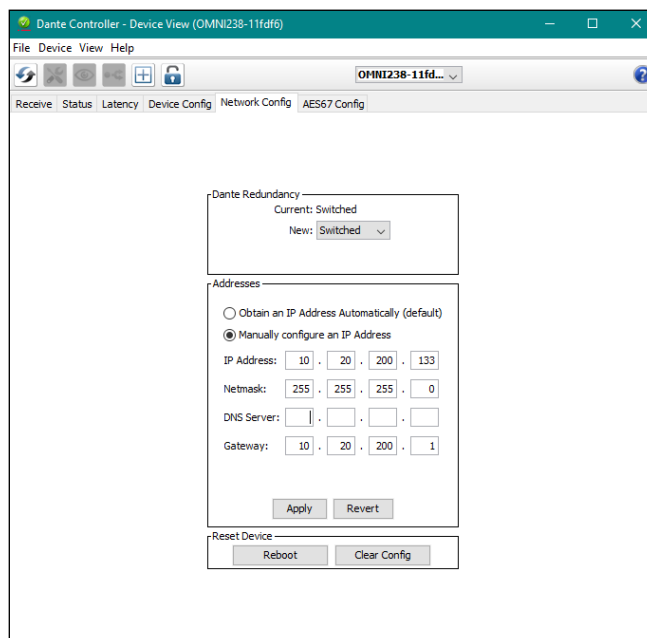 Dante Controller - Device View (OMNI238-11fdf6)
File Device View Help
OMNI238-11fd...
?
Receive Status Latency Device Config Network Config AES67 Config
Dante Redundancy
Current: Switched
New: Switched
Addresses
Obtain an IP Address Automatically (default)
Manually configure an IP Address
IP Address: 10 . 20 . 200 . 133
Netmask: 255 . 255 . 255 . 0
DNS Server: . . .
Gateway: 10 . 20 . 200 . 1
Apply Revert
Reset Device
Reboot Clear Config